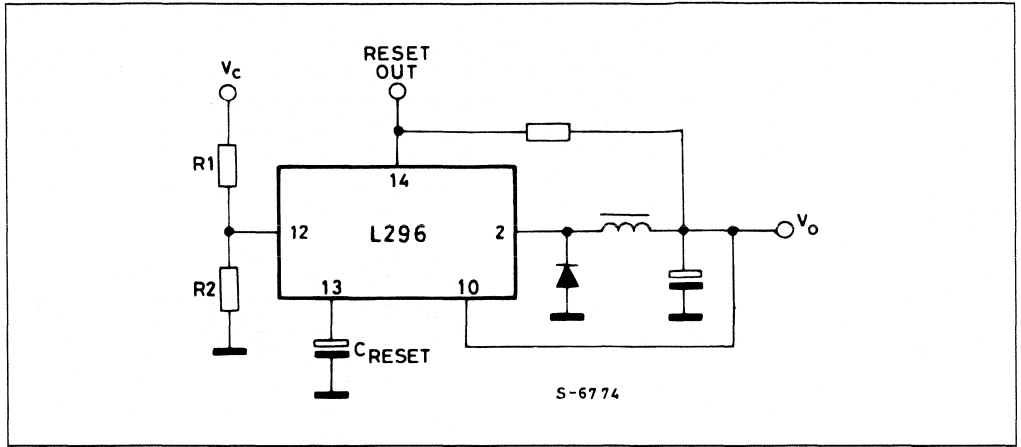 RESET
OUT
Vc
R1
14
12
L296
2
Vo
R2
13
10
CRESET
S-6774